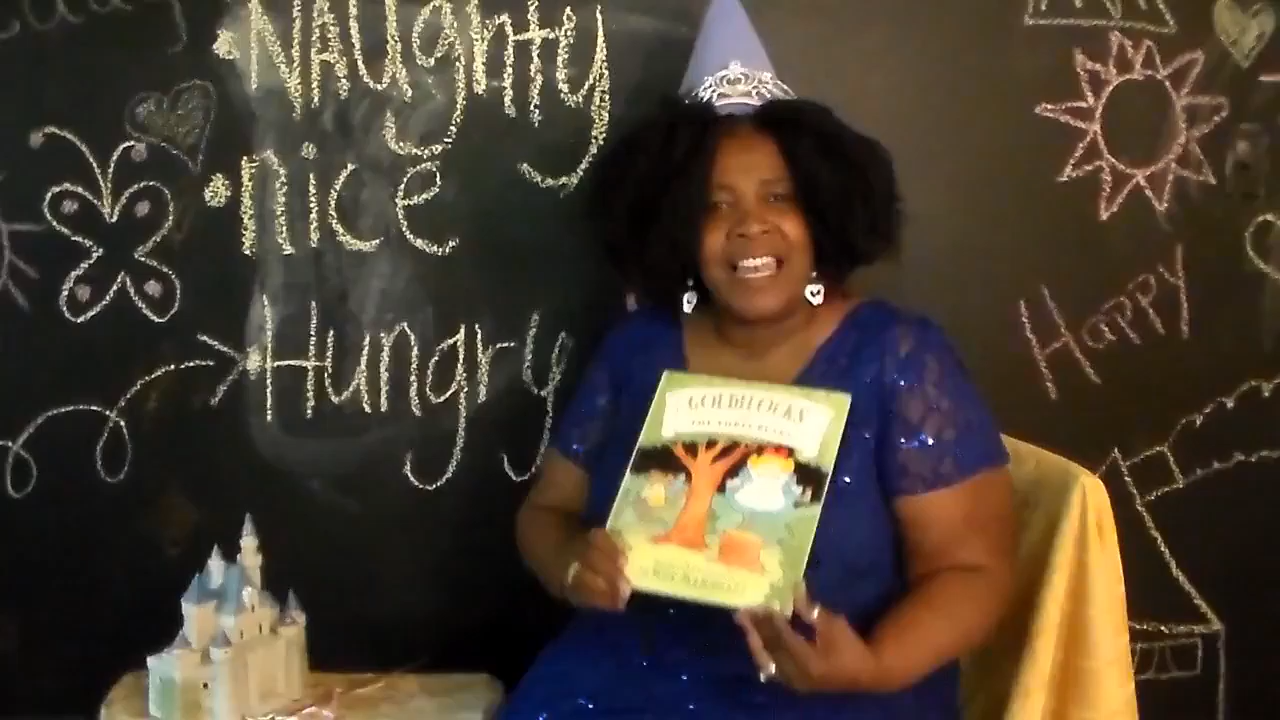 NAUghty
nice
Hungry
HAPPY
GOLDILOCKS
THE THREE BEARS